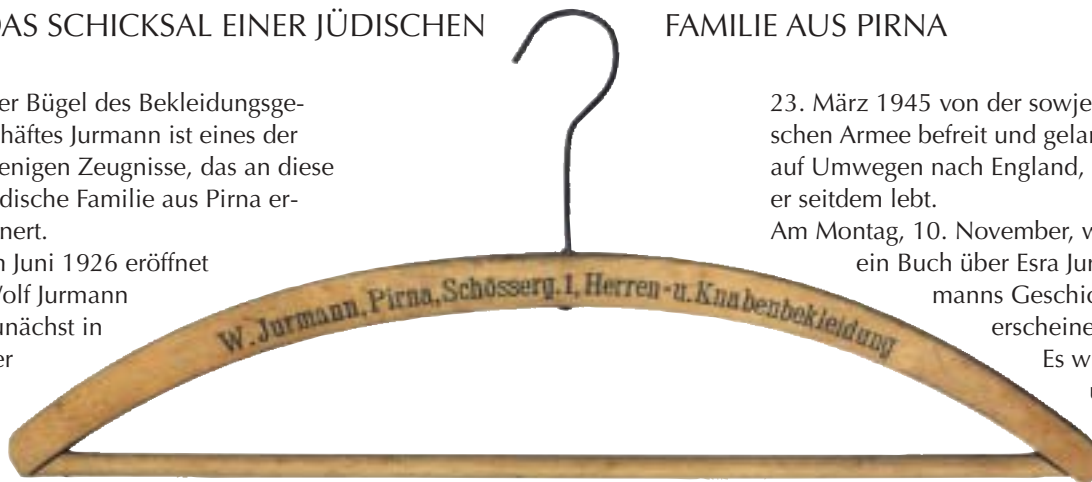 DAS SCHICKSAL EINER JÜDISCHEN FAMILIE AUS PIRNA
er Bügel des Bekleidungsge-
häftes Jurmann ist eines der
enigen Zeugnisse, das an diese
dische Familie aus Pirna er-
nert.
m Juni 1926 eröffnet
Wolf Jurmann
unächst in
er
W. Jurmann, Pirna, Schösserg. 1, Herren- u. Knabenbekleidung
23. März 1945 von der sowje
schen Armee befreit und gelan
auf Umwegen nach England,
er seitdem lebt.
Am Montag, 10. November, w
ein Buch über Esra Jur
manns Geschic
erscheine
Es w